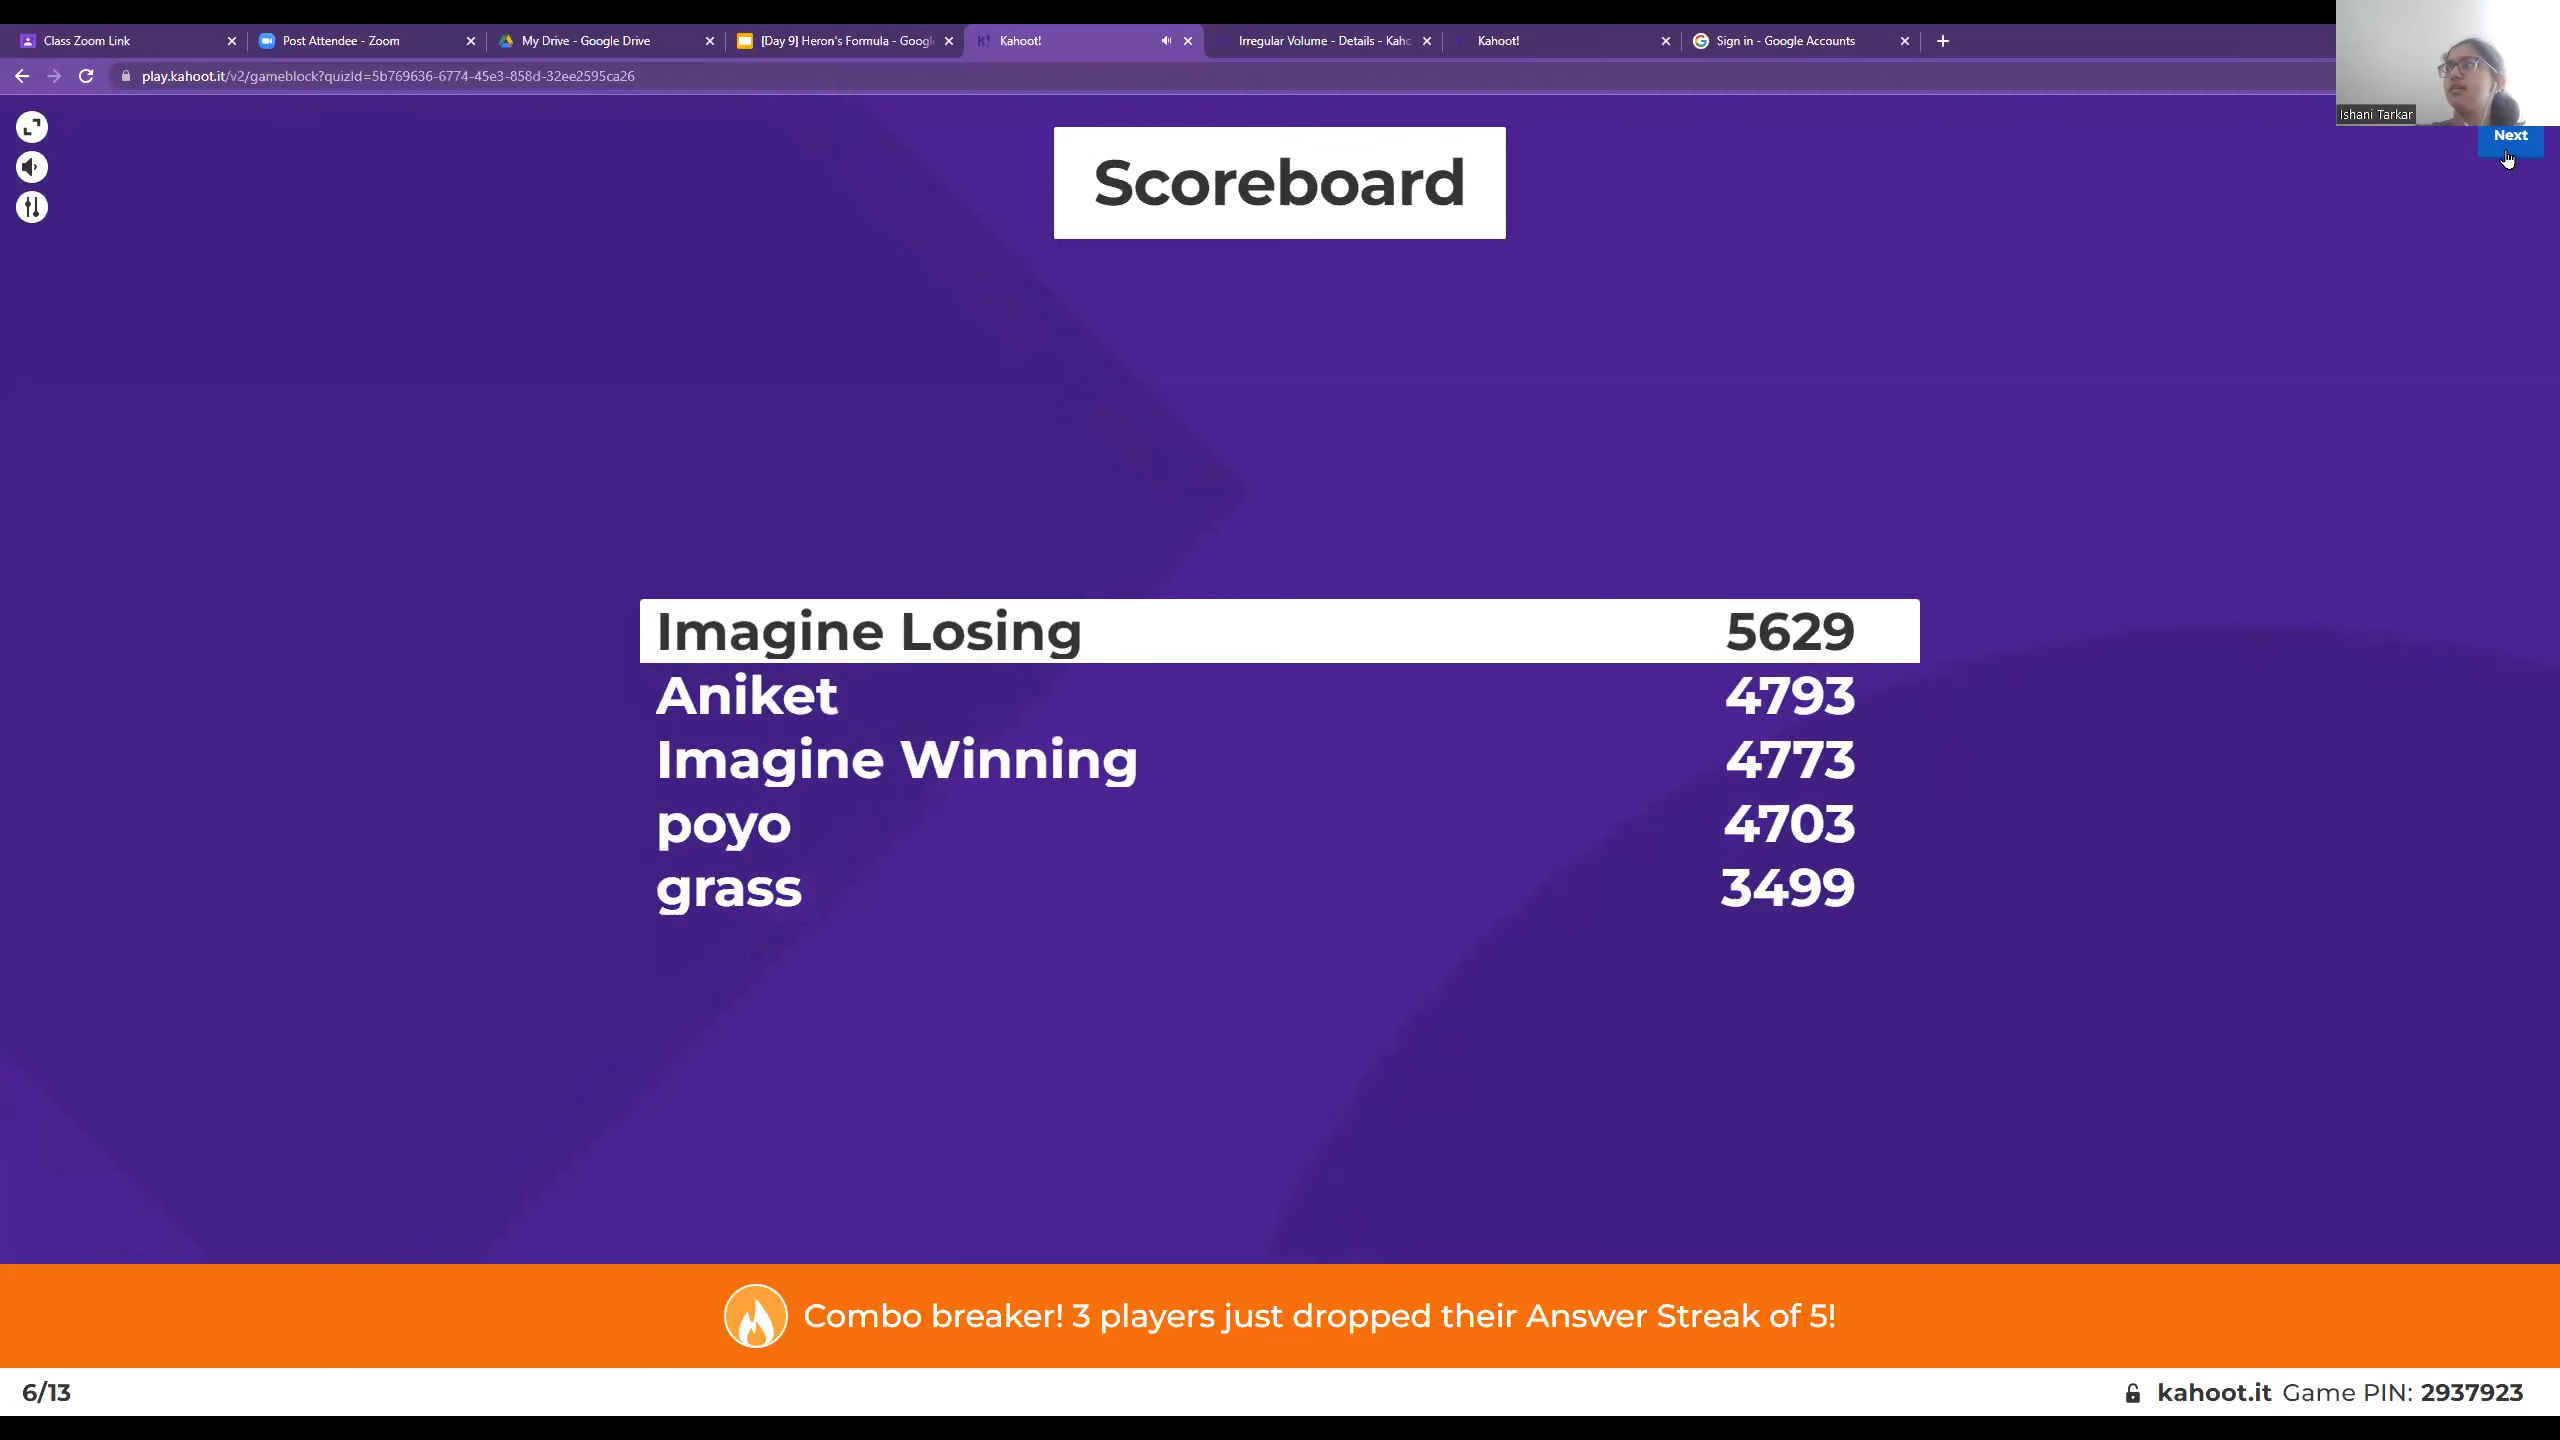 Class Zoom Link
Post Attendee - Zoom
My Drive - Google Drive
[Day 9] Heron's Formula - Googl
Kahoot!
Irregular Volume - Details - Kahc
Kahoot!
Sign in - Google Accounts
play.kahoot.it/v2/gameblock?quizId=5b769636-6774-45e3-858d-32ee2595ca26
Ishani Tarkar
Next
Scoreboard
Imagine Losing 5629
Aniket 4793
Imagine Winning 4773
poyo 4703
grass 3499
Combo breaker! 3 players just dropped their Answer Streak of 5!
6/13
kahoot.it Game PIN: 2937923